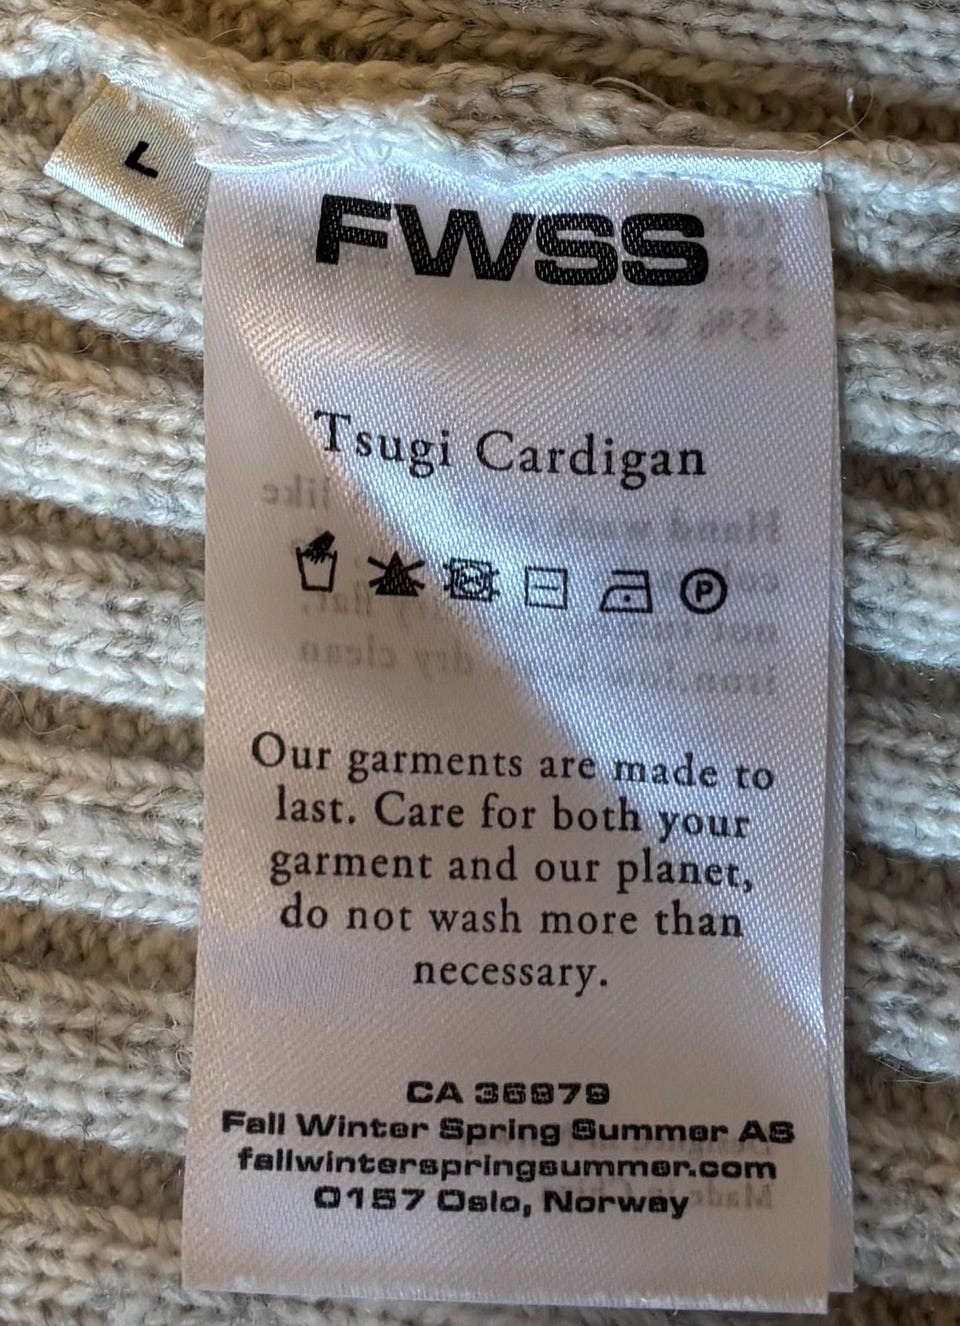 L
FWSS
Tsugi Cardigan
P
Our garments are made to
last. Care for both your
garment and our planet,
do not wash more than
necessary.
CA 36979
Fall Winter Spring Summer AS
fallwinterspringsummer.com
0157 Oslo, Norway